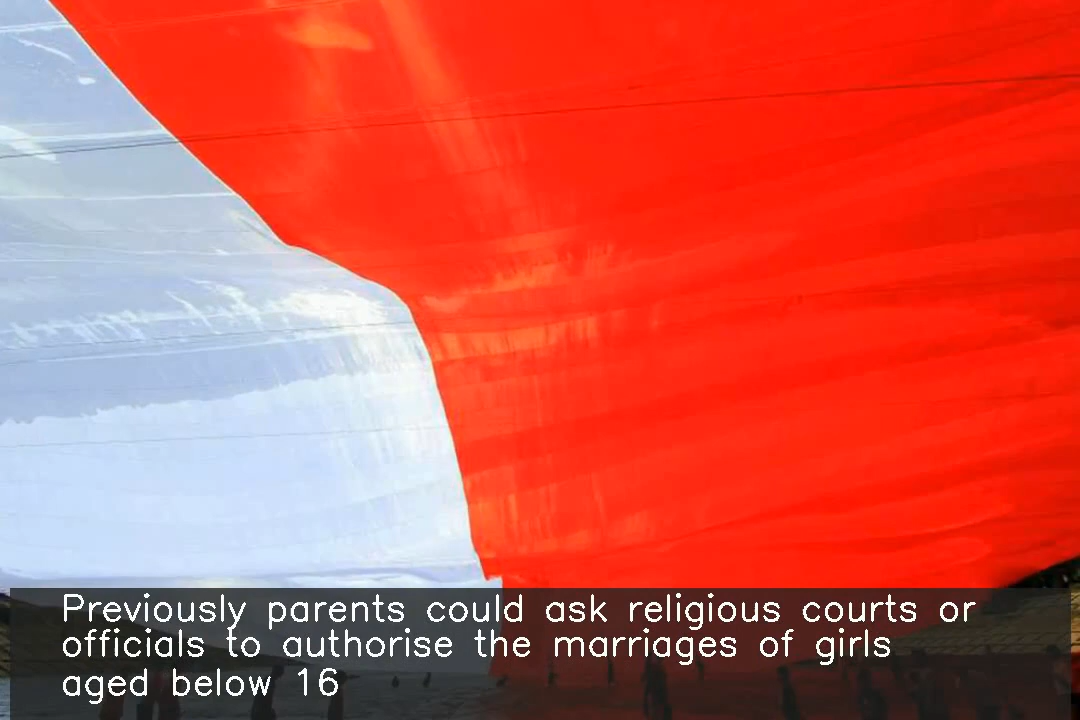 Previously parents could ask religious courts or
officials to authorise the marriages of girls
aged below 16